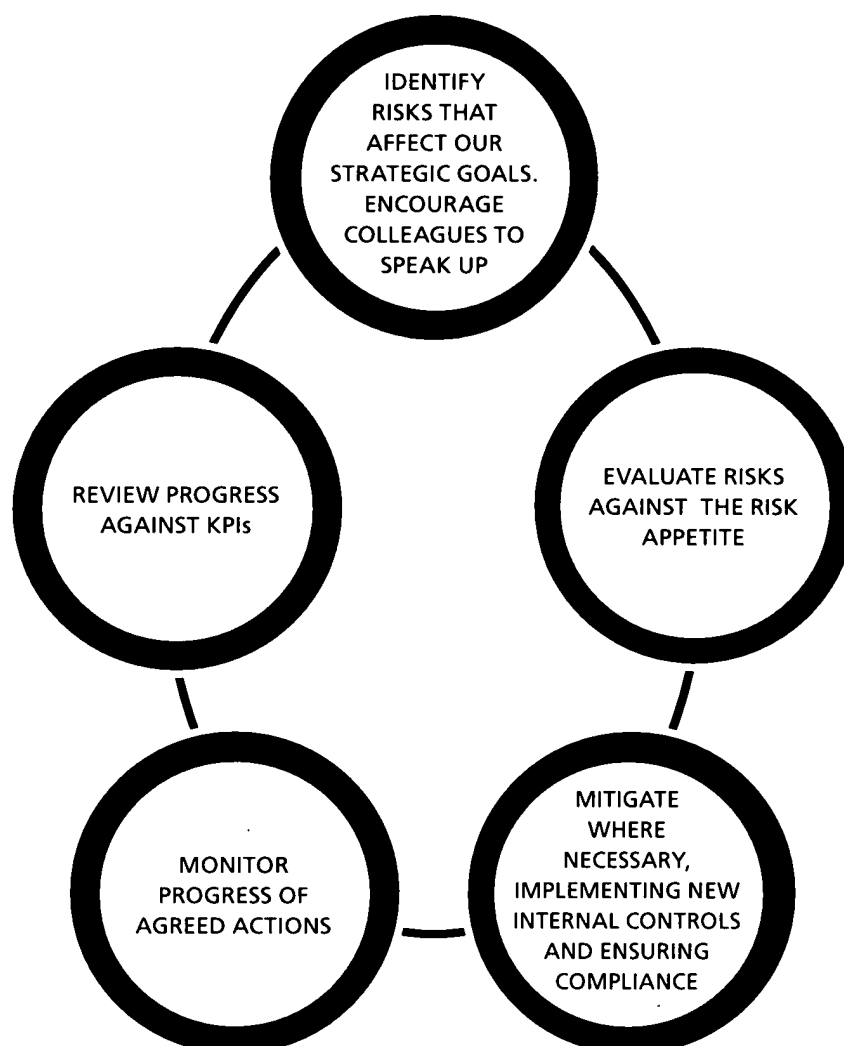 IDENTIFY
RISKS THAT
AFFECT OUR
STRATEGIC GOALS.
ENCOURAGE
COLLEAGUES TO
SPEAK UP
EVALUATE RISKS
AGAINST THE RISK
APPETITE
MITIGATE
WHERE
NECESSARY,
IMPLEMENTING NEW
INTERNAL CONTROLS
AND ENSURING
COMPLIANCE
MONITOR
PROGRESS OF
AGREED ACTIONS
REVIEW PROGRESS
AGAINST KPIs